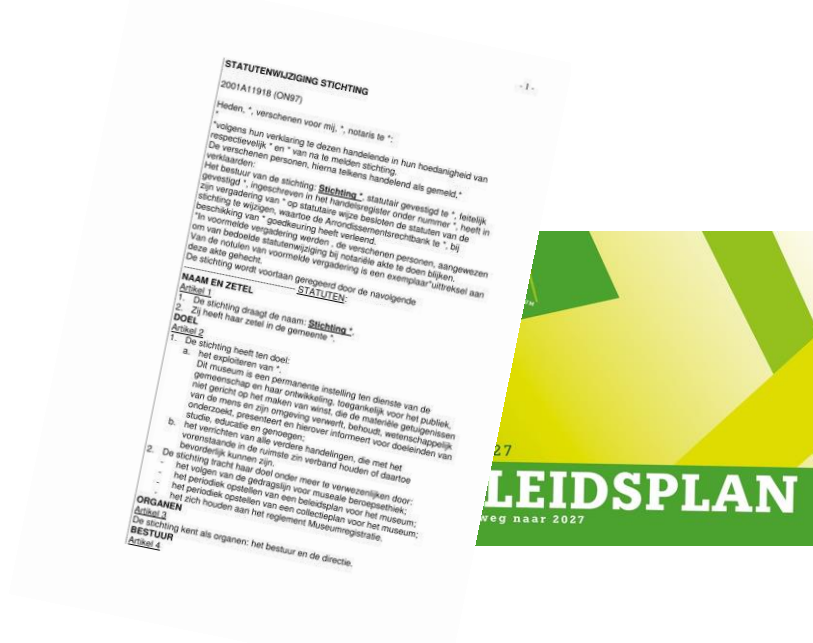 - 1 -
STATUTENWIJZIGING STICHTING
2001A11918 (ON97)
Heden, *, verschenen voor mij, *, notaris te *:
*
*volgens hun verklaring te dezen handelende in hun hoedanigheid van
respectievelijk * en * van na te melden stichting.
De verschenen personen, hierna telkens handelend als gemeld,*
verklaarden:
Het bestuur van de stichting: Stichting *, statutair gevestigd te *, feitelijk
gevestigd *, ingeschreven in het handelsregister onder nummer *, heeft in
zijn vergadering van * op statutaire wijze besloten de statuten van de
stichting te wijzigen, waartoe de Arrondissementsrechtbank te *, bij
beschikking van * goedkeuring heeft verleend.
*In voormelde vergadering werden , de verschenen personen, aangewezen
om van bedoelde statutenwijziging bij notariële akte te doen blijken.
Van de notulen van voormelde vergadering is een exemplaar*uittreksel aan
deze akte gehecht.
De stichting wordt voortaan geregeerd door de navolgende
STATUTEN:
NAAM EN ZETEL
Artikel 1
1. De stichting draagt de naam: Stichting *.
2. Zij heeft haar zetel in de gemeente *.
DOEL
Artikel 2
1. De stichting heeft ten doel:
a. het exploiteren van *.
Dit museum is een permanente instelling ten dienste van de
gemeenschap en haar ontwikkeling, toegankelijk voor het publiek,
niet gericht op het maken van winst, die de materiële getuigenissen
van de mens en zijn omgeving verwerft, behoudt, wetenschappelijk
onderzoekt, presenteert en hierover informeert voor doeleinden van
studie, educatie en genoegen;
b. het verrichten van alle verdere handelingen, die met het
vorenstaande in de ruimste zin verband houden of daartoe
bevorderlijk kunnen zijn.
2. De stichting tracht haar doel onder meer te verwezenlijken door:
- het volgen van de gedragslijn voor museale beroepsethiek;
- het periodiek opstellen van een beleidsplan voor het museum;
- het periodiek opstellen van een collectieplan voor het museum;
- het zich houden aan het reglement Museumregistratie.
ORGANEN
Artikel 3
De stichting kent als organen: het bestuur en de directie.
BESTUUR
Artikel 4
27
LEIDSPLAN
weg naar 2027